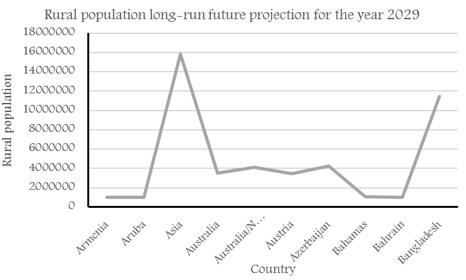 Rural population long-run future projection for the year 2029
18000000
16000000
14000000
12000000
10000000
8000000
6000000
4000000
2000000
0
Rural population
Armenia
Aruba
Asia
Australia
Australia/N...
Austria
Azerbaijan
Bahamas
Bahrain
Bangladesh
Country